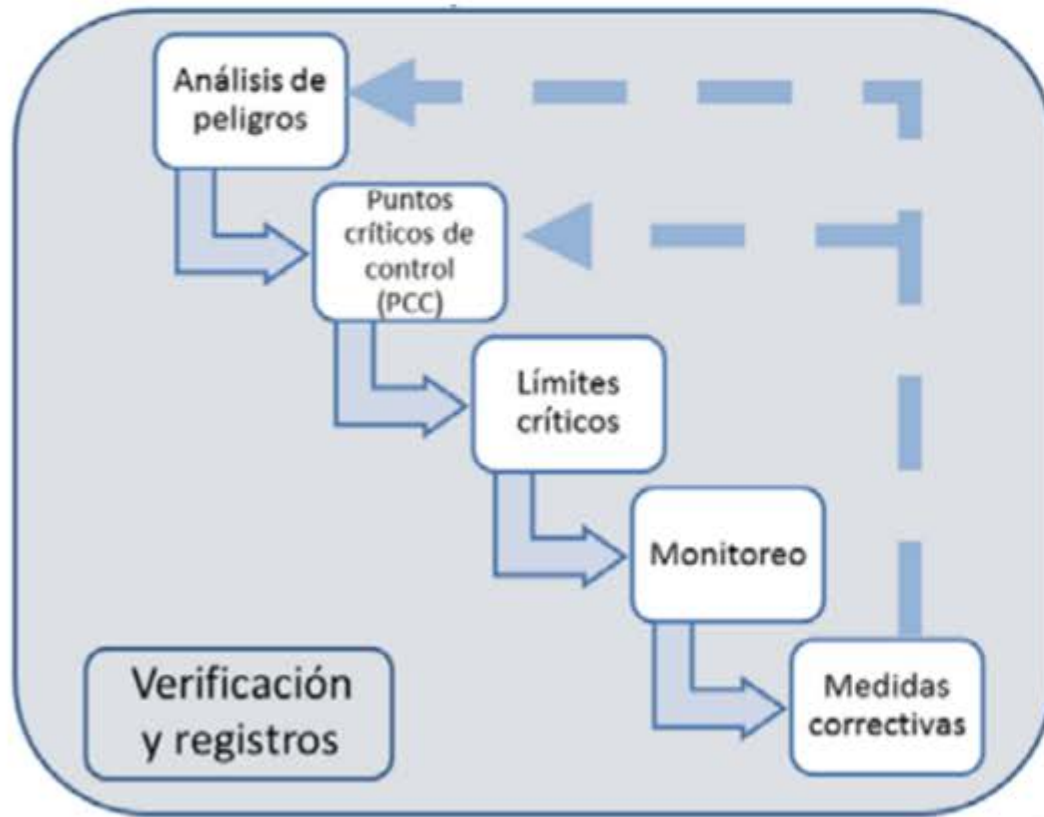 Análisis de
peligros
Puntos
críticos de
control
(PCC)
Límites
críticos
Monitoreo
Medidas
correctivas
Verificación
y registros